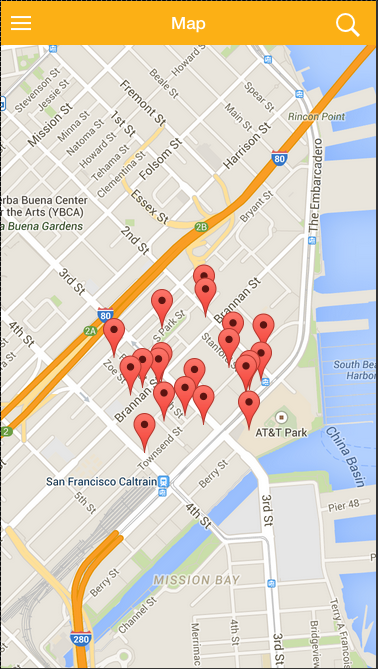 Map
Howard St
Stevenson St
Jessie St
Beale St
Fremont St
Spear St
Mission St
Minna St
Natoma St
1st St
Main St
Rincon Point
Howard St
Tehama St
Clementina St
Folsom St
Harrison St
80
The Embarcadero
Essex St
erba Buena Center
r the Arts (YBCA)
a Buena Gardens
2B
Bryant St
2nd St
3rd St
80
Brannan St
S Park St
2A
4th St
Zoe St
South Beach
Harbor
Brannan St
2
AT&T Park
Townsend St
China Basin
San Francisco Caltrain
Berry St
5th St
4th St
3rd St
Pier 48
MISSION BAY
Berry St
Channel St
280
4th St
3rd St
Merrimac
Bridgeview
Terry A Francois